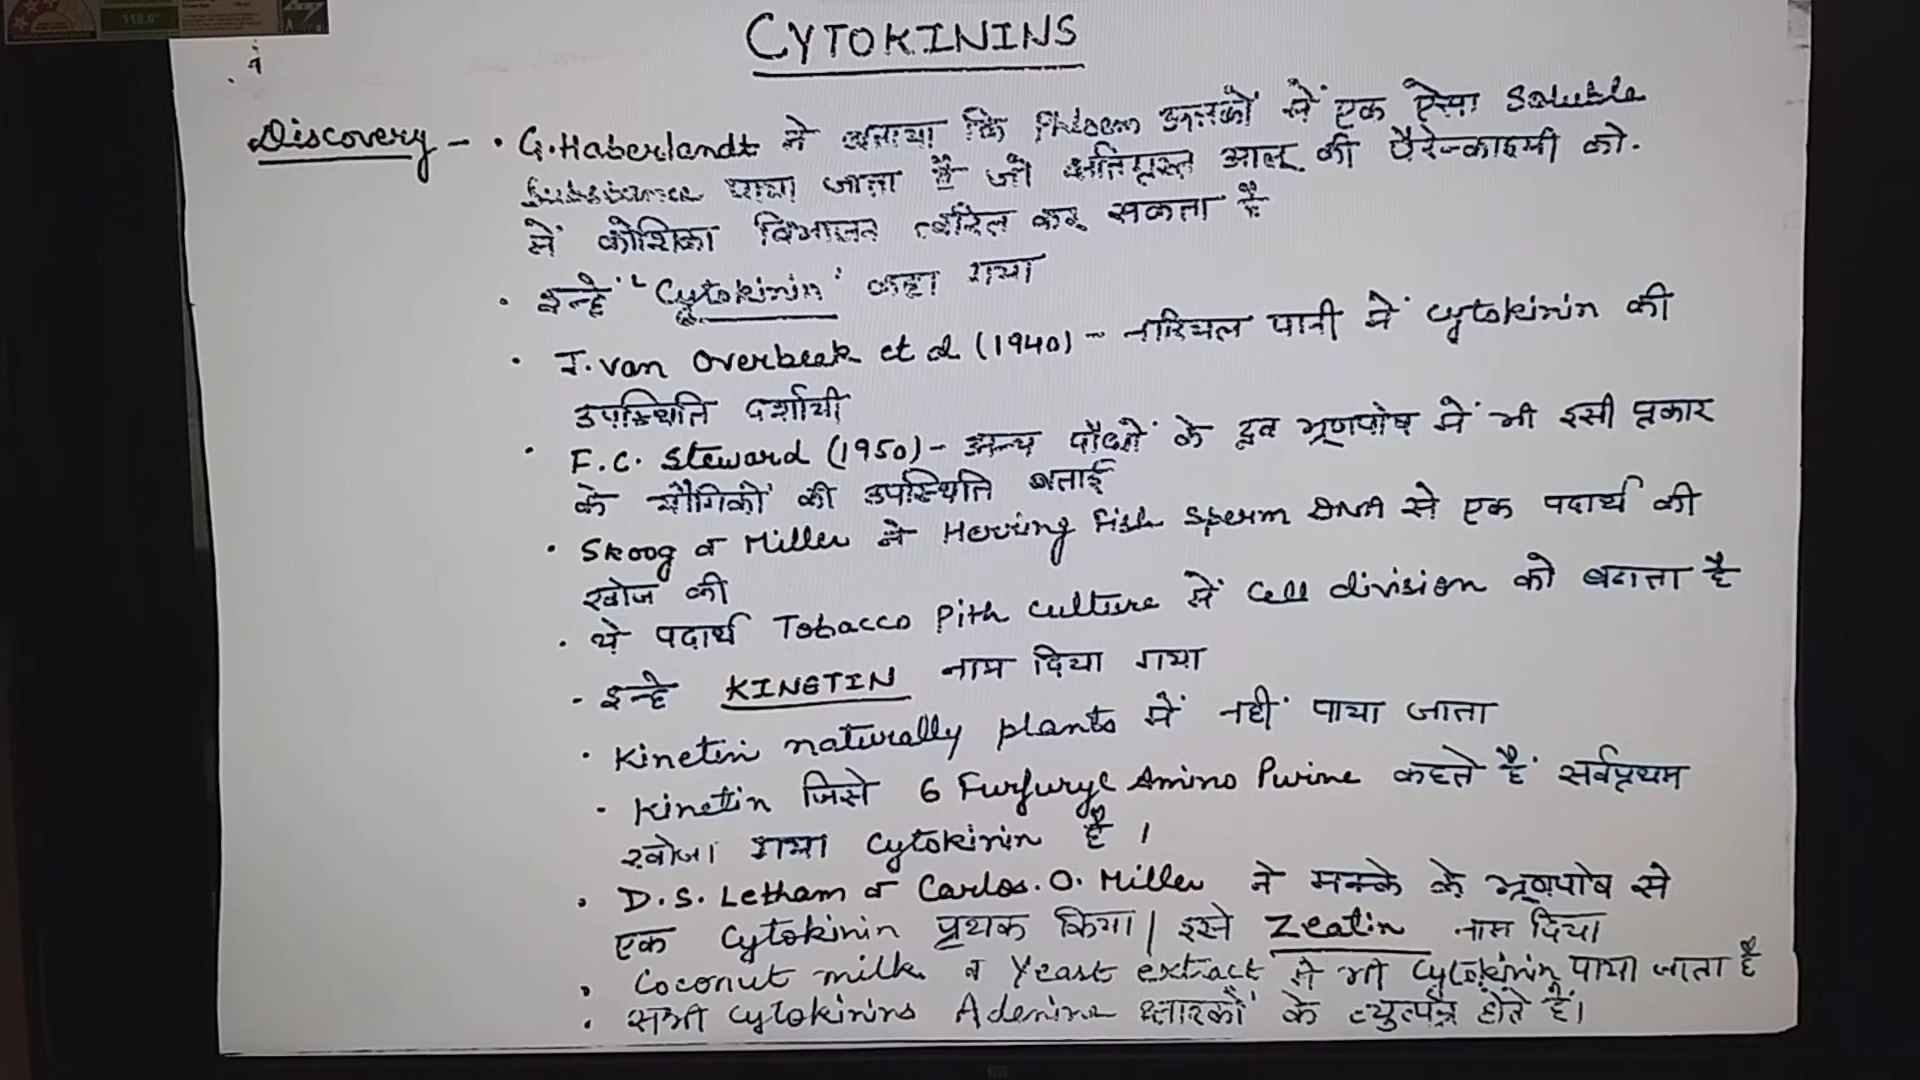 CYTOKININS
Discovery - • G.Haberlandt ने बताया कि Phloem ऊतकों में एक ऐसा Soluble
Substance पाया जाता है जो क्षतिग्रस्त आलू की पैरेन्काइमी को.
में कोशिका विभाजन त्वरित कर सकता है
• इन्हे 'Cytokinin' कहा गया
• J. van Overbeek et al (1940) - नारियल पानी में cytokinin की
उपस्थिति दर्शायी
• F.C. Steward (1950) - अन्य पौधों के द्रव भ्रूणपोष में भी इसी प्रकार
के यौगिकों की उपस्थिति बताई
• Skoog व Miller ने Herring fish sperm DNA से एक पदार्थ की
खोज की
• ये पदार्थ Tobacco Pith Culture में Cell division को बढाता है
• इन्हे KINETIN नाम दिया गया
• Kinetin naturally plants में नहीं पाया जाता
• Kinetin जिसे 6 Furfuryl Amino Purine कहते हैं सर्वप्रथम
खोजा गया Cytokinin है ।
• D.S. Letham व Carlos. O. Miller ने मक्के के भ्रूणपोष से
एक Cytokinin प्रथक किया| इसे Zeatin नाम दिया
• Coconut milk व Yeast extract में भी Cytokinin पाया जाता है
• सभी Cytokinins Adenine क्षारकों के व्युत्पन्न होते हैं।